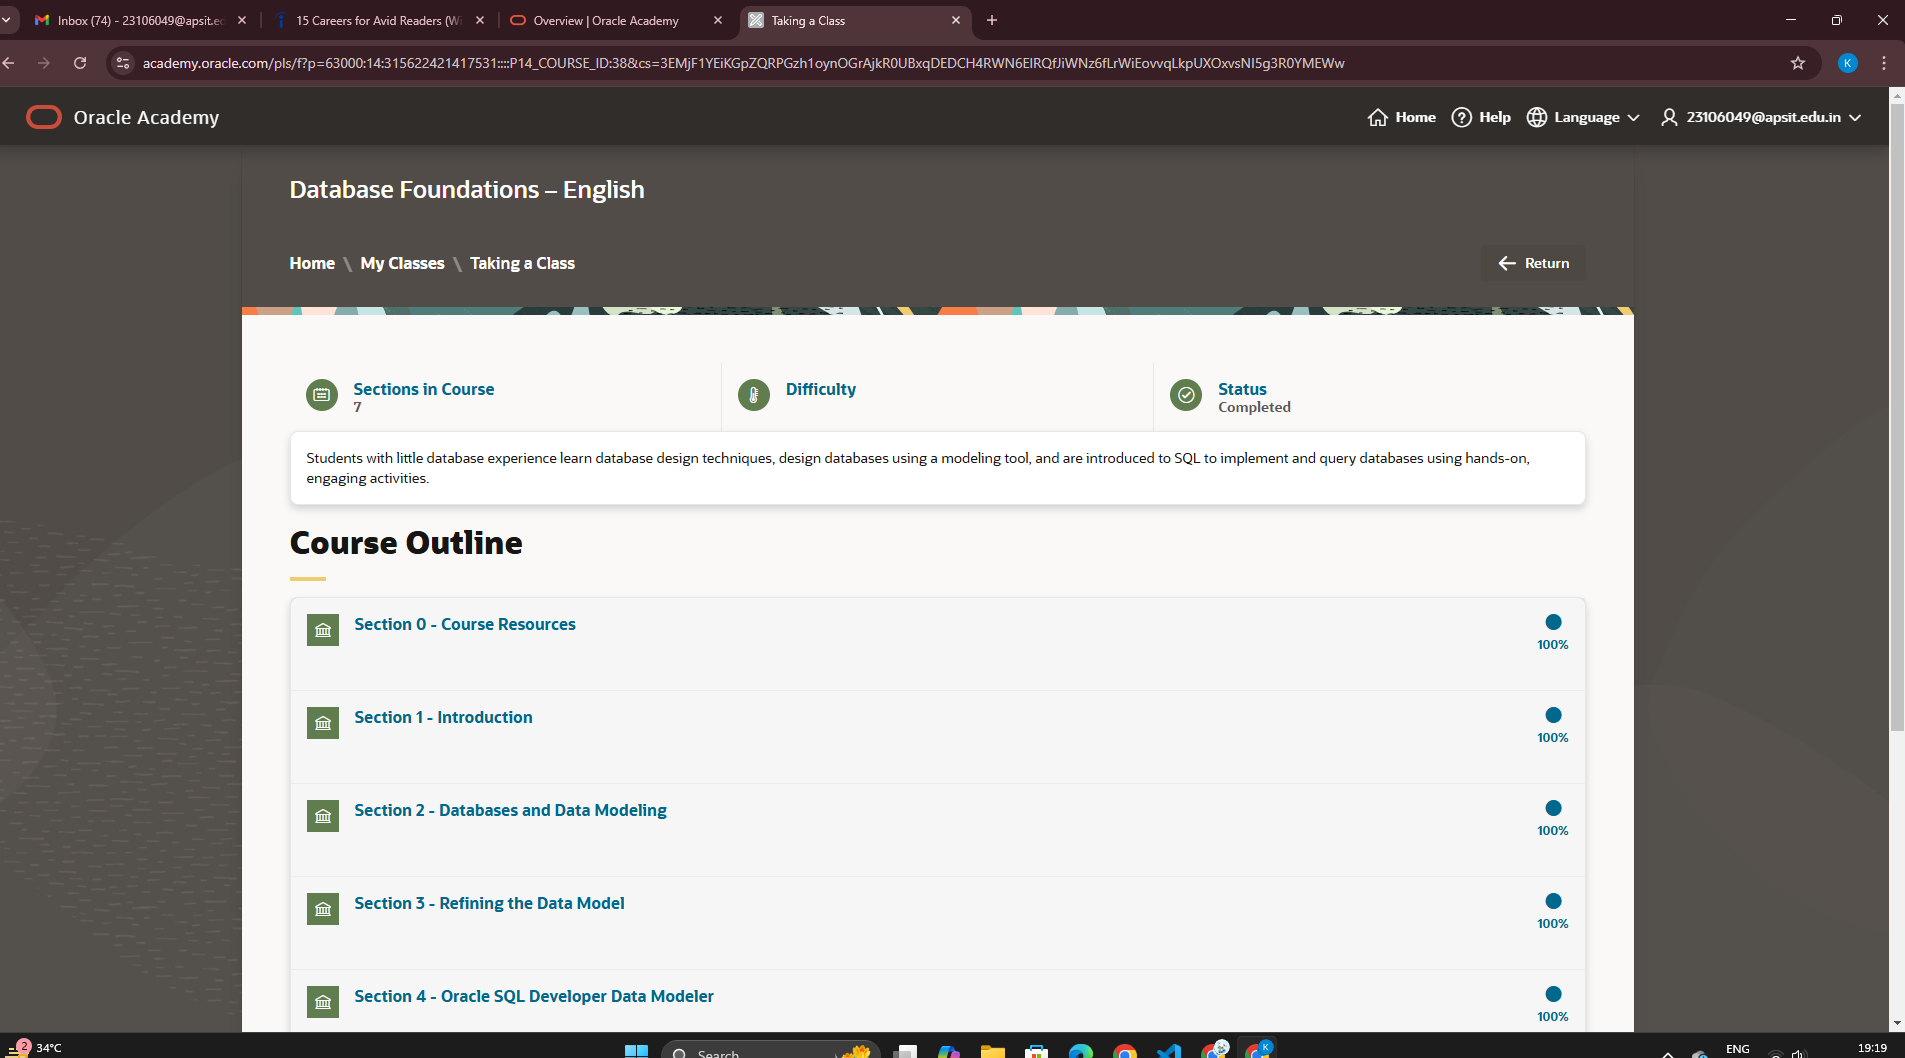 Inbox (74) - 23106049@apsit.ec
15 Careers for Avid Readers (Wi
Overview | Oracle Academy
Taking a Class
academy.oracle.com/pls/f?p=63000:14:315622421417531::::P14_COURSE_ID:38&cs=3EMjF1YEiKGpZQRPGzh1oynOGrAjkR0UBxqDEDCH4RWN6EIRQfJiWNz6fLrWiEovvqLkpUXOxvsNI5g3R0YMEWw
K
Oracle Academy
Home
Help
Language
23106049@apsit.edu.in
Database Foundations – English
Home \ My Classes \ Taking a Class
Return
Sections in Course
7
Difficulty
Status
Completed
Students with little database experience learn database design techniques, design databases using a modeling tool, and are introduced to SQL to implement and query databases using hands-on,
engaging activities.
Course Outline
Section 0 - Course Resources
100%
Section 1 - Introduction
100%
Section 2 - Databases and Data Modeling
100%
Section 3 - Refining the Data Model
100%
Section 4 - Oracle SQL Developer Data Modeler
100%
2
34°C
Search
K
ENG
19:19